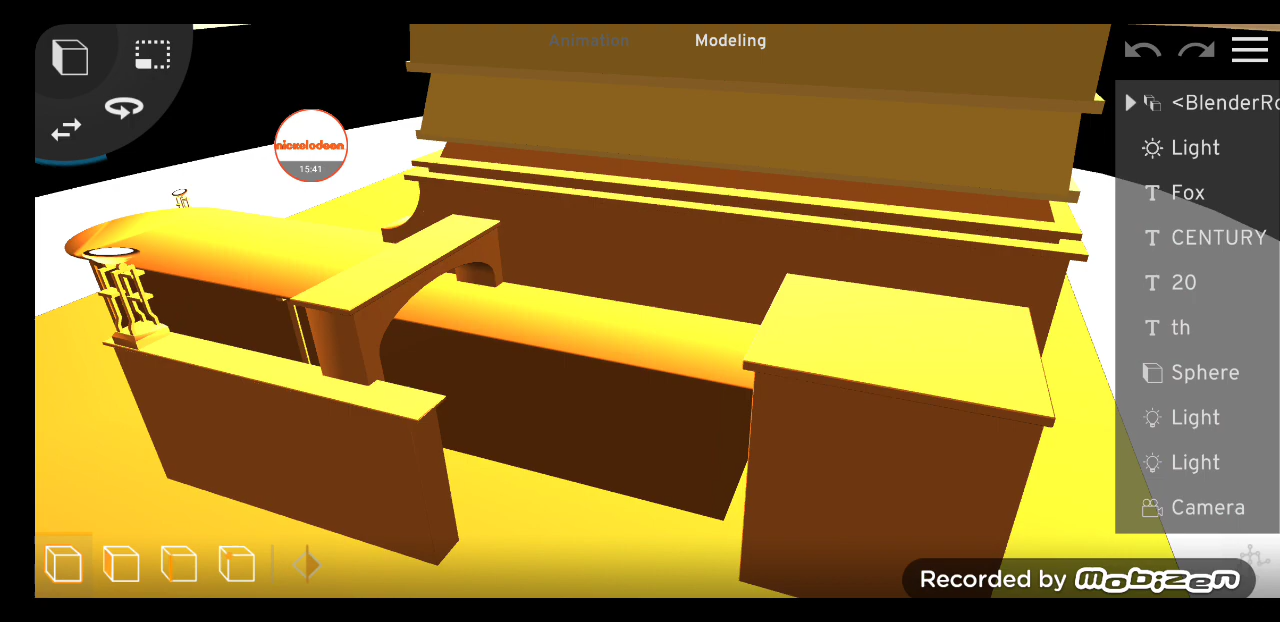 Animation
Modeling
nickelodeon
15:41
<BlenderRo
Light
Fox
CENTURY
20
th
Sphere
Light
Light
Camera
Recorded by MOBIZEN